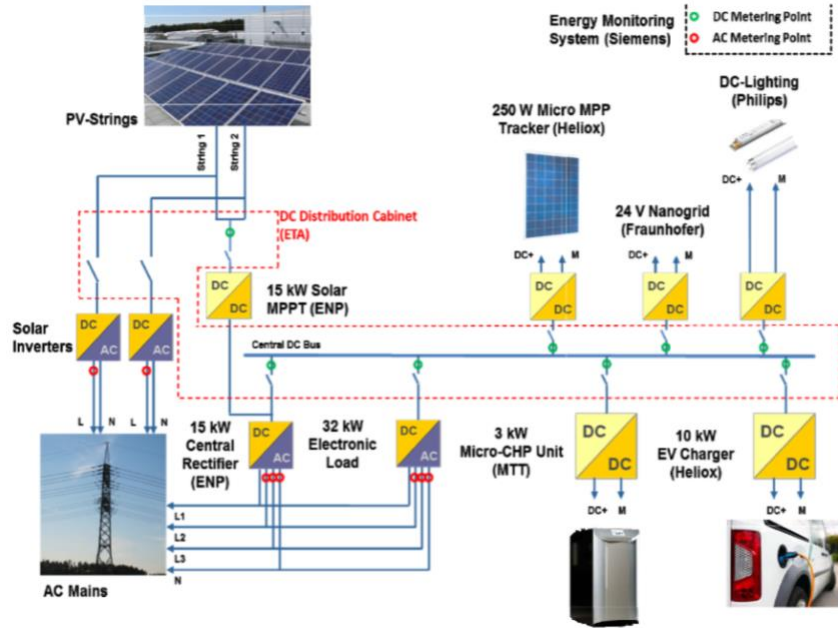 Energy Monitoring
System (Siemens)
DC Metering Point
AC Metering Point
PV-Strings
String 1
String 2
250 W Micro MPP
Tracker (Heliox)
DC-Lighting
(Philips)
DC+
M
DC Distribution Cabinet
(ETA)
24 V Nanogrid
(Fraunhofer)
DC+
M
DC+
M
DC
DC
15 kW Solar
MPPT (ENP)
DC
DC
DC
DC
DC
DC
Solar
Inverters
DC
AC
DC
AC
Central DC Bus
L
N
L
N
15 kW
Central
Rectifier
(ENP)
DC
AC
32 kW
Electronic
Load
DC
AC
3 kW
Micro-CHP Unit
(MTT)
DC
DC
10 kW
EV Charger
(Heliox)
DC
DC
DC+
M
DC+
M
L1
L2
L3
N
AC Mains